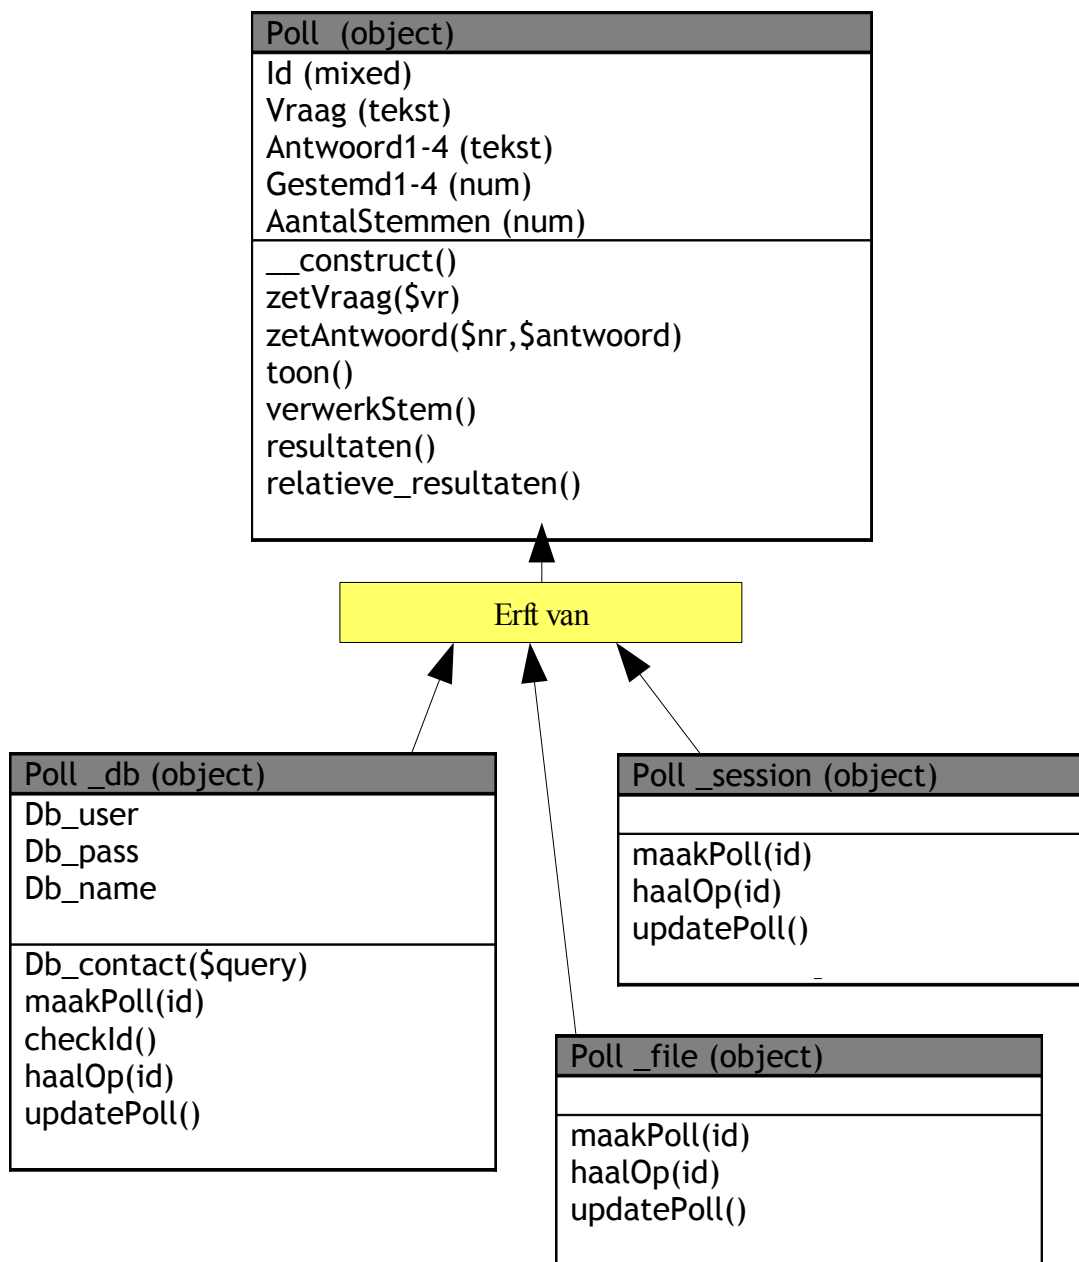 Poll (object)
Id (mixed)
Vraag (tekst)
Antwoord1-4 (tekst)
Gestemd1-4 (num)
AantalStemmen (num)
__construct()
zetVraag($vr)
zetAntwoord($nr,$antwoord)
toon()
verwerkStem()
resultaten()
relatieve_resultaten()
Erft van
Poll _db (object)
Db_user
Db_pass
Db_name
Db_contact($query)
maakPoll(id)
checkId()
haalOp(id)
updatePoll()
Poll _session (object)
maakPoll(id)
haalOp(id)
updatePoll()
Poll _file (object)
maakPoll(id)
haalOp(id)
updatePoll()